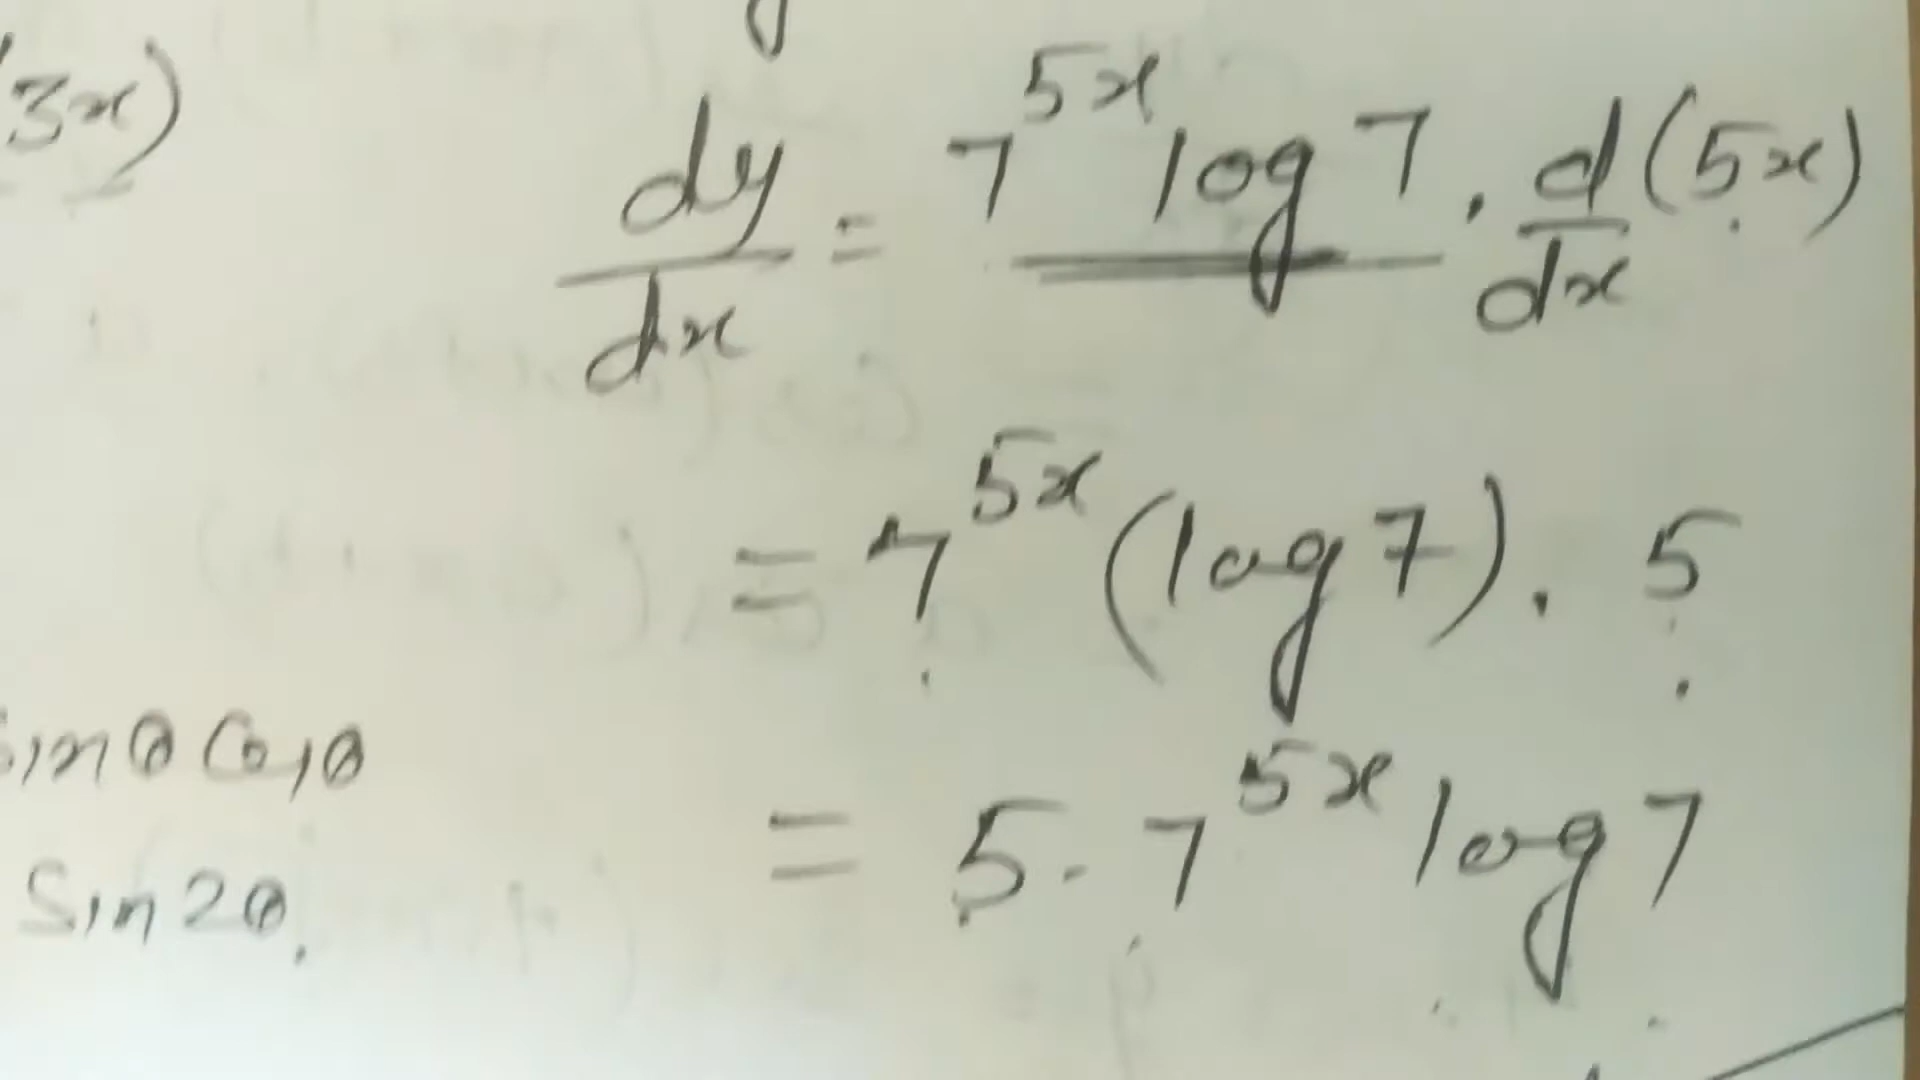 3x)
dy/dx = 7^5x log 7 . d/dx (5x)
= 7^5x (log 7) . 5
inθ Cosθ
= 5 . 7^5x log 7
Sin2θ.